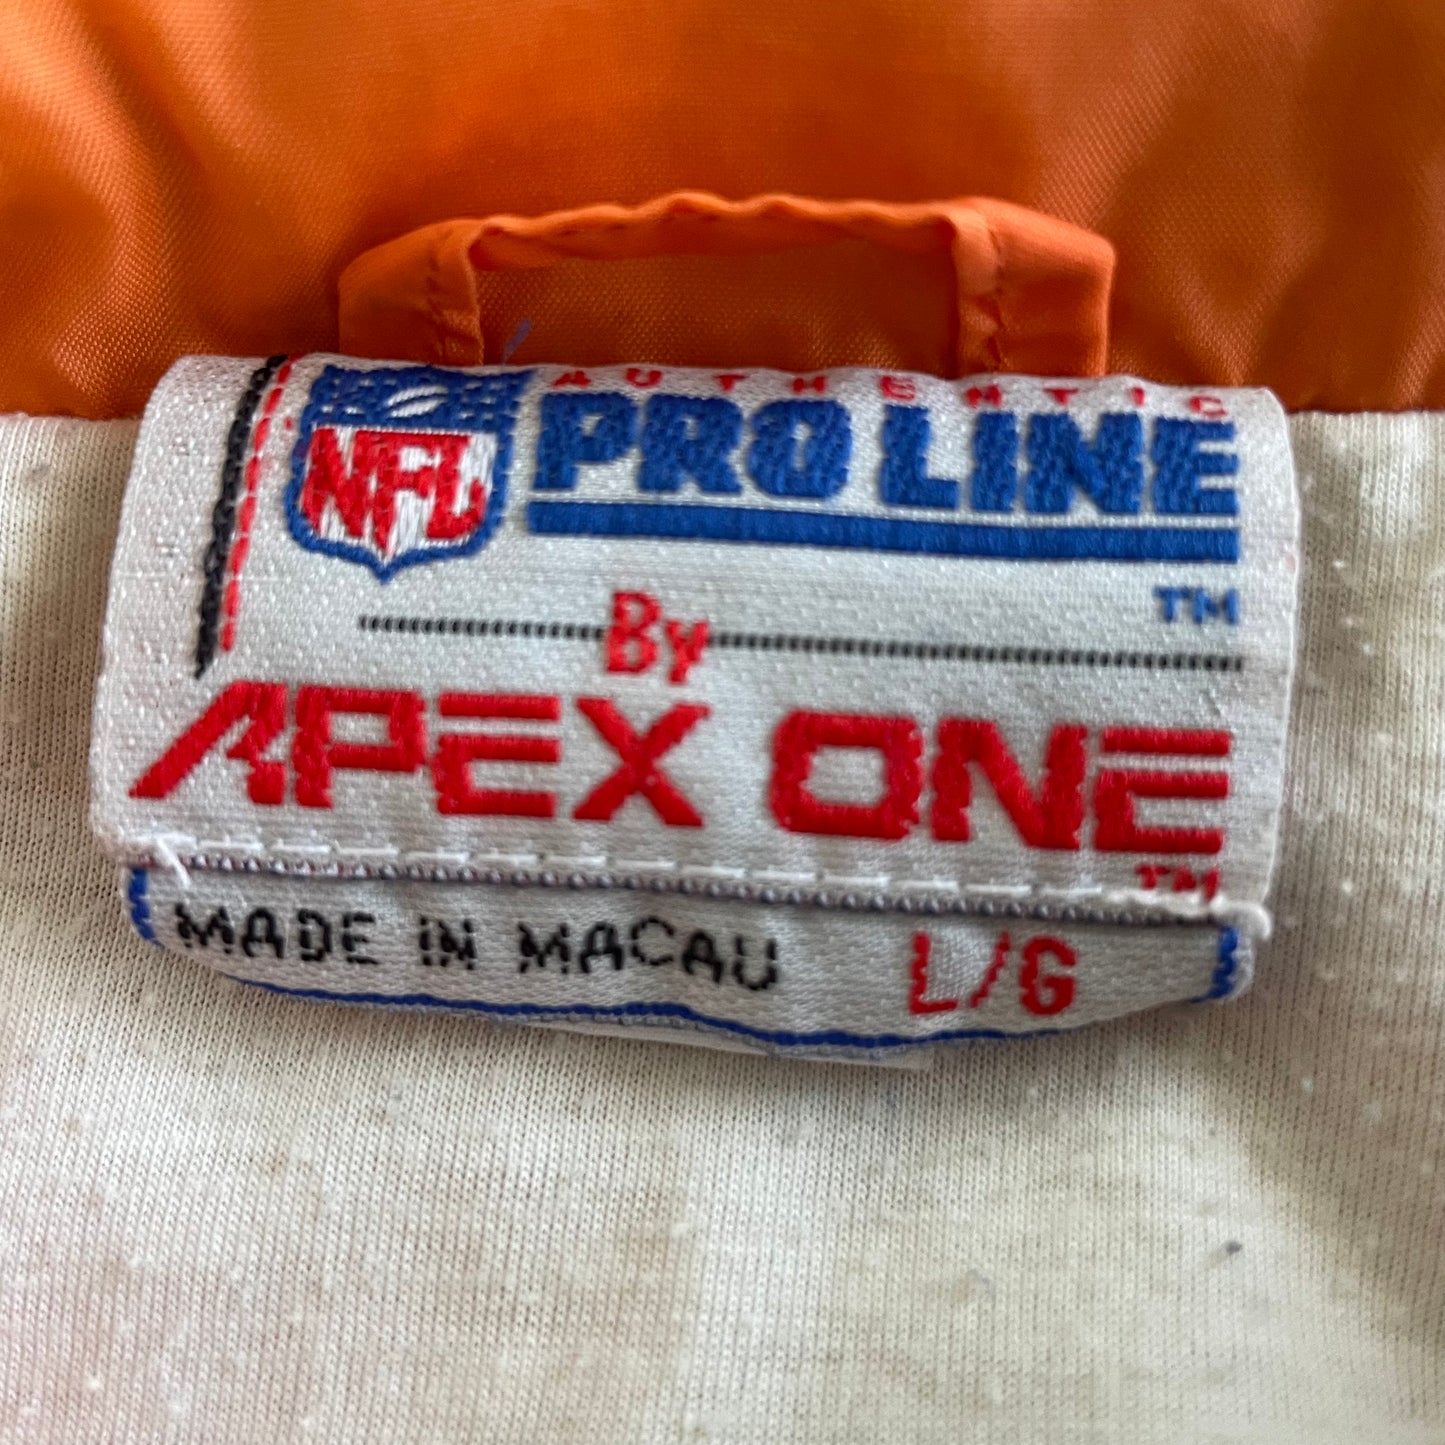 AUTHENTIC
NFL PRO LINE
TM
By
APEX ONE
TM
MADE IN MACAU L/G